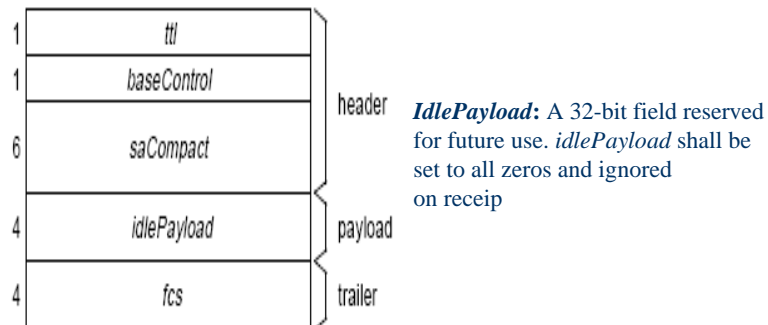 1 ttl
1 baseControl
6 saCompact
header
4 idlePayload
payload
4 fcs
trailer
IdlePayload: A 32-bit field reserved
for future use. idlePayload shall be
set to all zeros and ignored
on receip